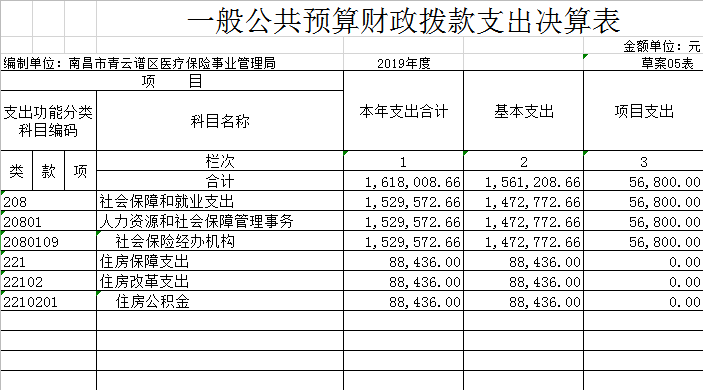 一般公共预算财政拨款支出决算表
金额单位：元
编制单位：南昌市青云谱区医疗保险事业管理局 2019年度 草案05表
项 目
支出功能分类科目编码 科目名称 本年支出合计 基本支出 项目支出
类 款 项 栏次 1 2 3
合计 1,618,008.66 1,561,208.66 56,800.00
208 社会保障和就业支出 1,529,572.66 1,472,772.66 56,800.00
20801 人力资源和社会保障管理事务 1,529,572.66 1,472,772.66 56,800.00
2080109 社会保险经办机构 1,529,572.66 1,472,772.66 56,800.00
221 住房保障支出 88,436.00 88,436.00 0.00
22102 住房改革支出 88,436.00 88,436.00 0.00
2210201 住房公积金 88,436.00 88,436.00 0.00